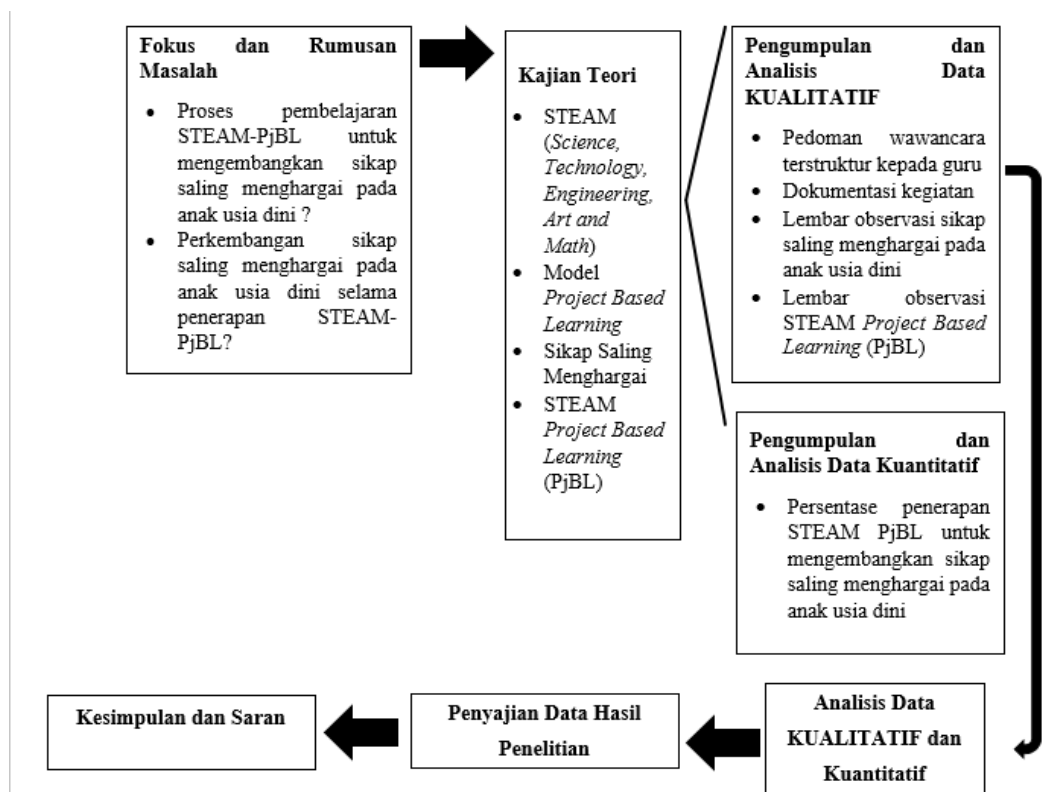 Fokus dan Rumusan
Masalah
• Proses pembelajaran
STEAM-PjBL untuk
mengembangkan sikap
saling menghargai pada
anak usia dini ?
• Perkembangan sikap
saling menghargai pada
anak usia dini selama
penerapan STEAM-
PjBL?
Kajian Teori
• STEAM
(Science,
Technology,
Engineering,
Art and
Math)
• Model
Project Based
Learning
• Sikap Saling
Menghargai
• STEAM
Project Based
Learning
(PjBL)
Pengumpulan dan
Analisis Data
KUALITATIF
• Pedoman wawancara
terstruktur kepada guru
• Dokumentasi kegiatan
• Lembar observasi sikap
saling menghargai pada
anak usia dini
• Lembar observasi
STEAM Project Based
Learning (PjBL)
Pengumpulan dan
Analisis Data Kuantitatif
• Persentase penerapan
STEAM PjBL untuk
mengembangkan sikap
saling menghargai pada
anak usia dini
Analisis Data
KUALITATIF dan
Kuantitatif
Penyajian Data Hasil
Penelitian
Kesimpulan dan Saran